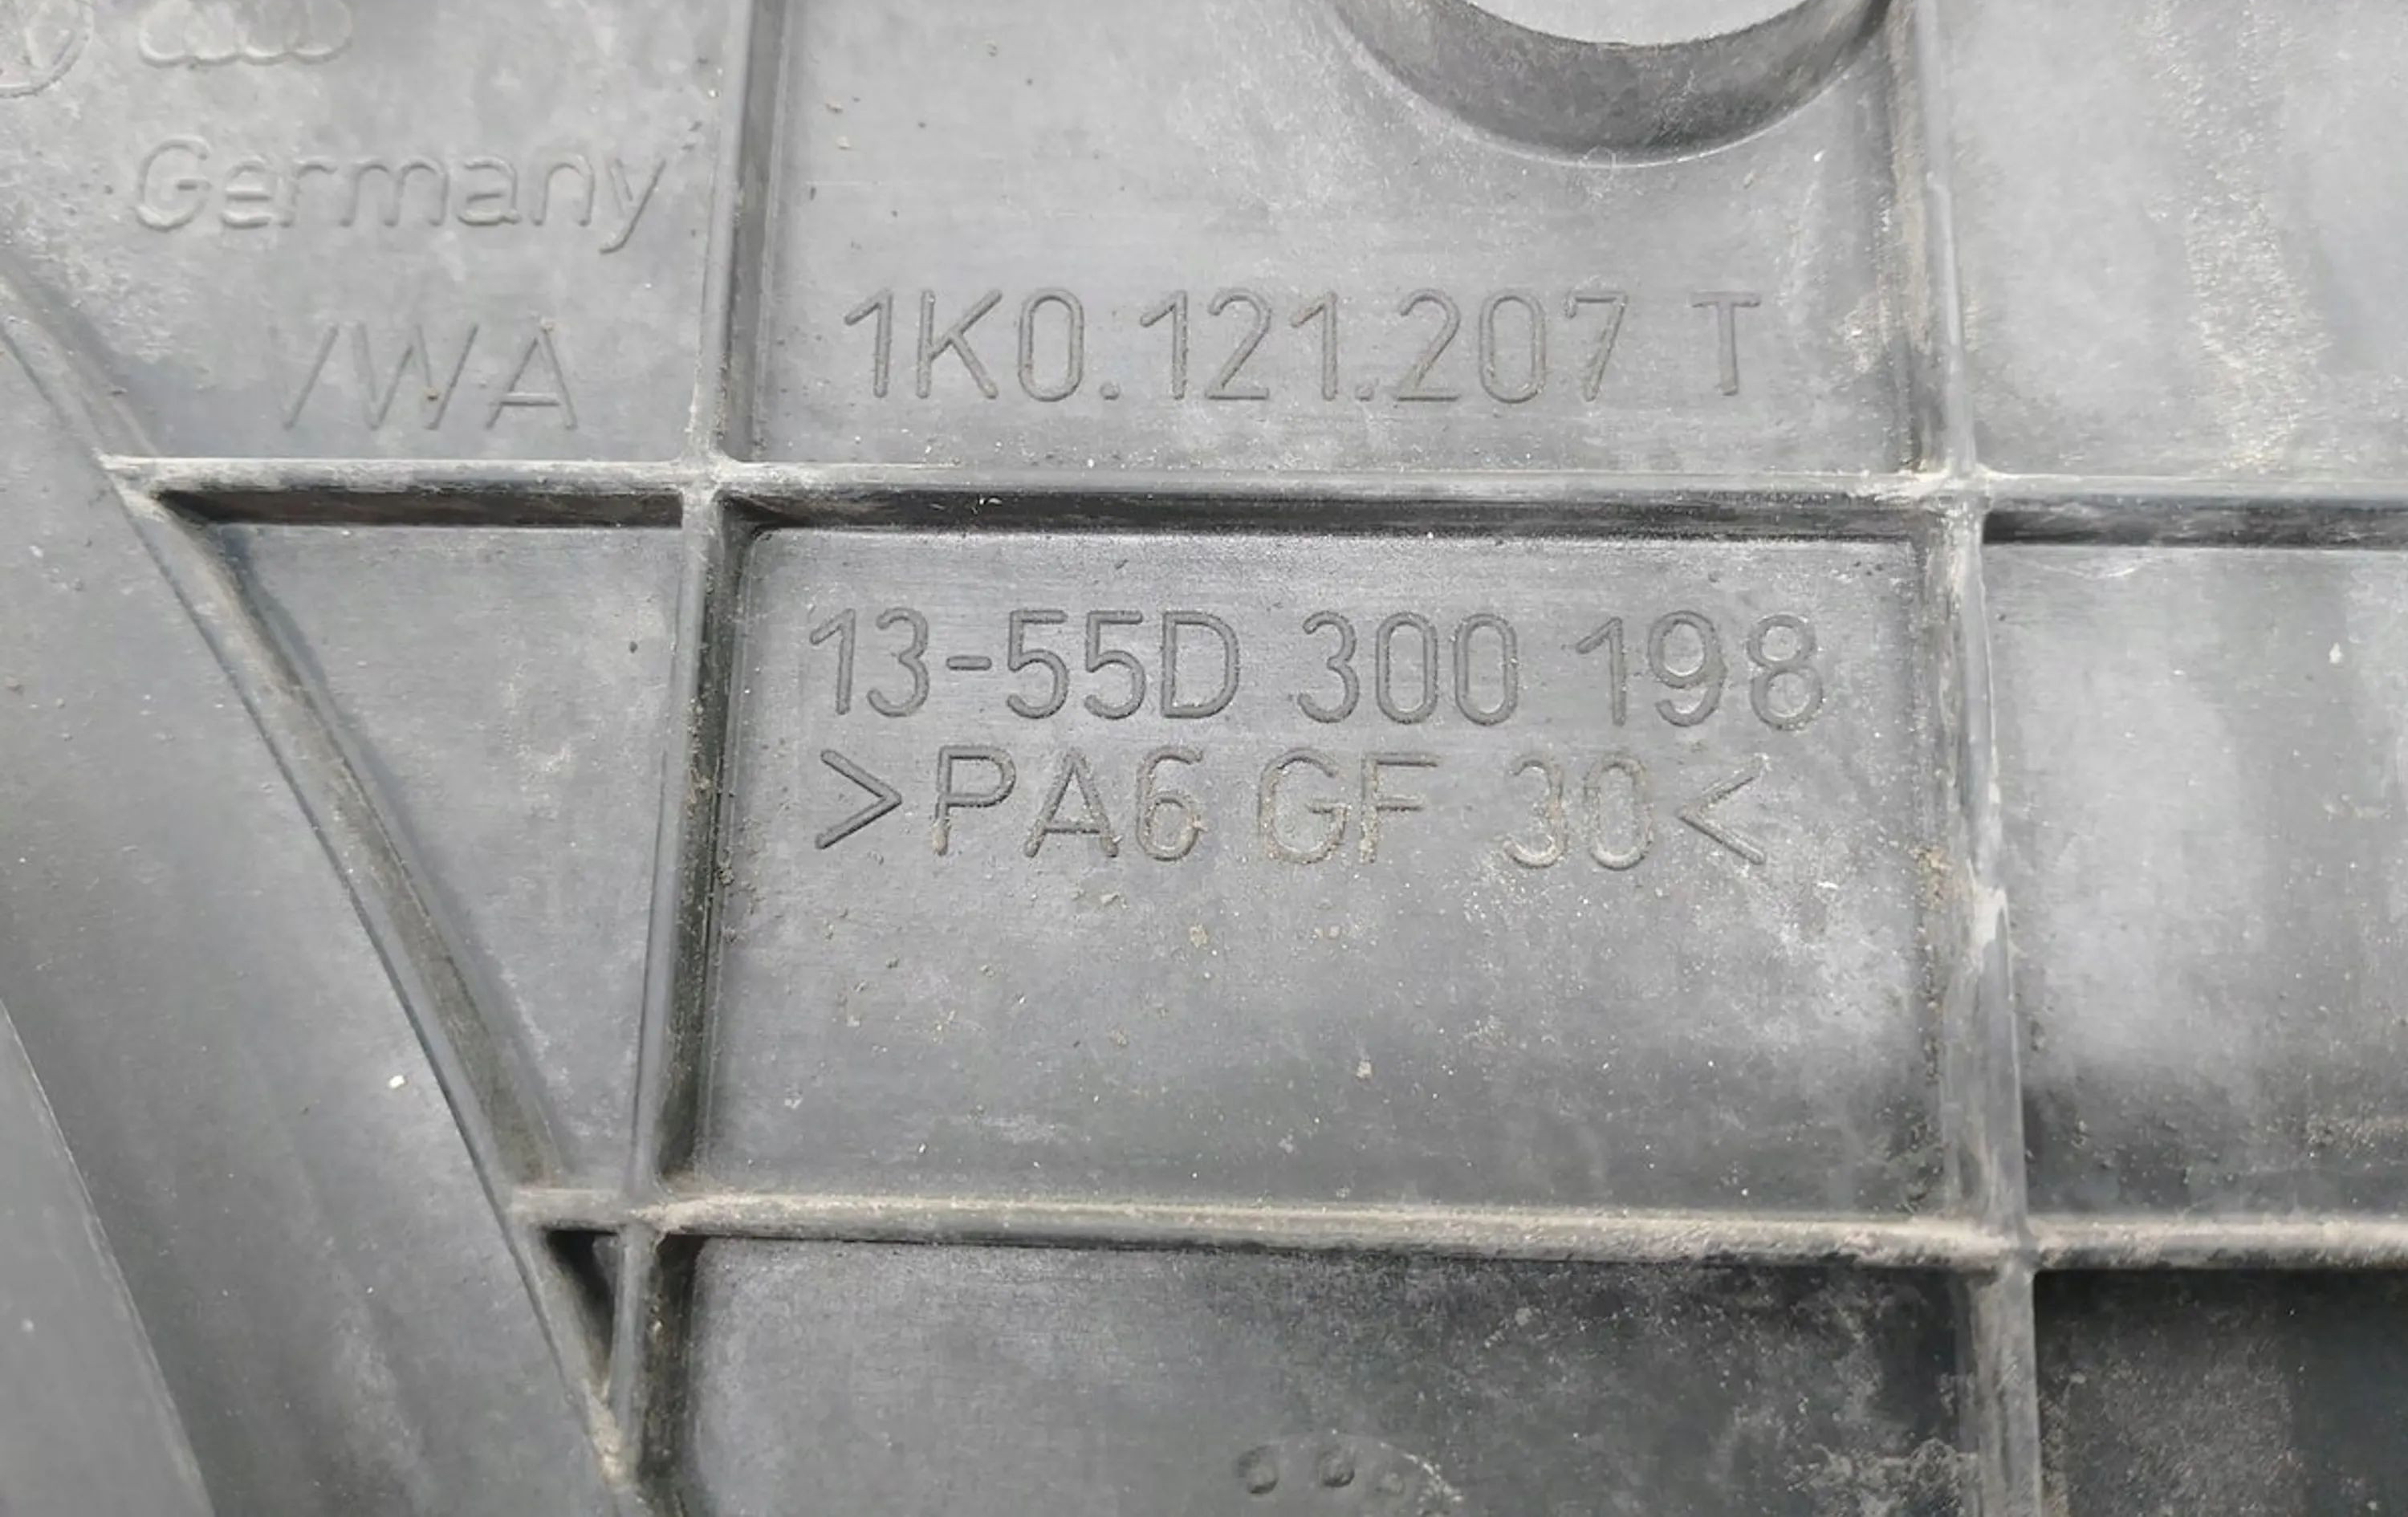 Germany
VWA
1K0.121.207 T
13-55D 300 198
>PA6 GF 30<